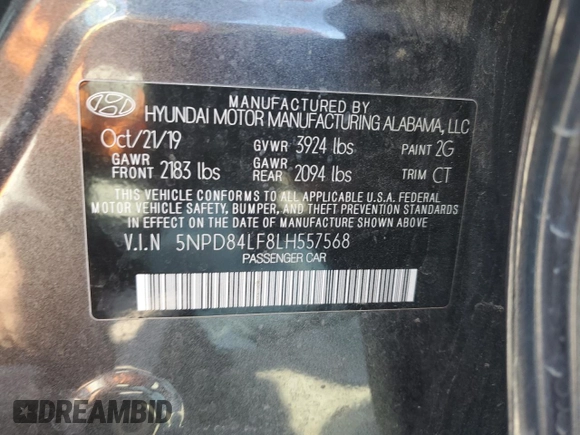 MANUFACTURED BY
HYUNDAI MOTOR MANUFACTURING ALABAMA, LLC
Oct/21/19 GVWR 3924 lbs PAINT 2G
GAWR FRONT 2183 lbs GAWR REAR 2094 lbs TRIM CT
THIS VEHICLE CONFORMS TO ALL APPLICABLE U.S.A. FEDERAL
MOTOR VEHICLE SAFETY, BUMPER, AND THEFT PREVENTION STANDARDS
IN EFFECT ON THE DATE OF MANUFACTURE SHOWN ABOVE
V.I.N 5NPD84LF8LH557568
PASSENGER CAR
DREAMBID